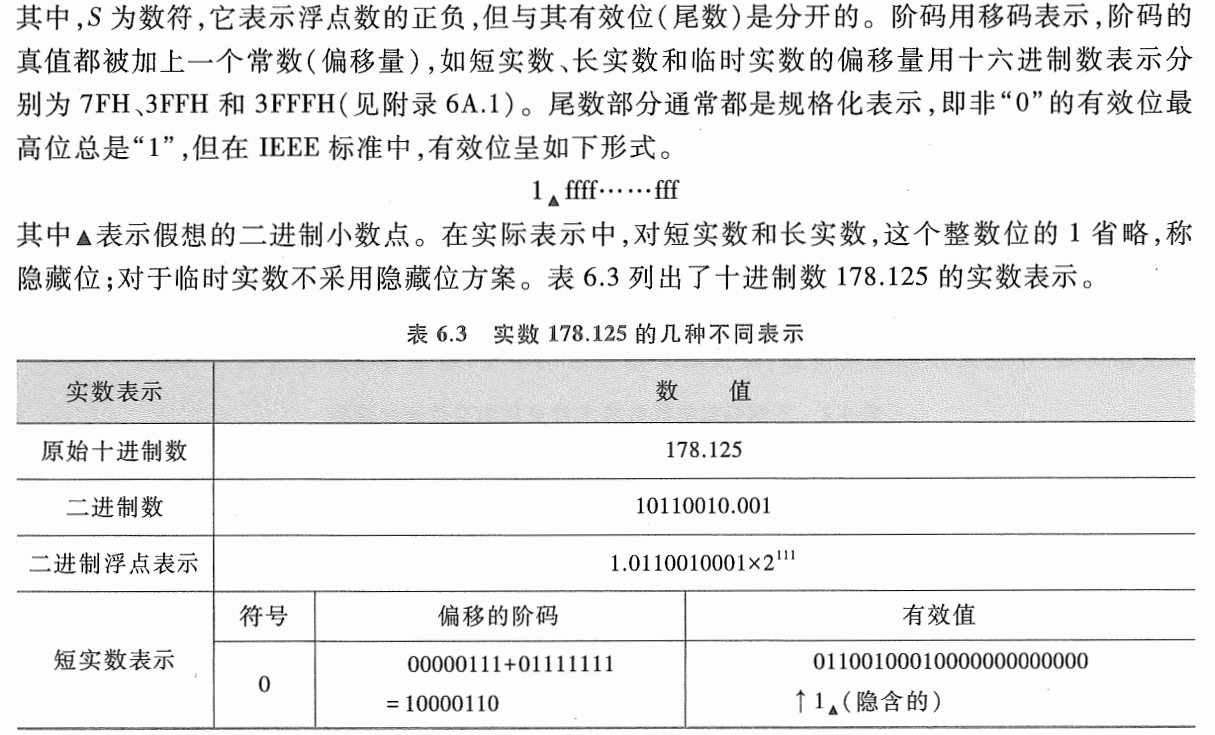 其中,S 为数符,它表示浮点数的正负,但与其有效位(尾数)是分开的。阶码用移码表示,阶码的
真值都被加上一个常数(偏移量),如短实数、长实数和临时实数的偏移量用十六进制数表示分
别为 7FH、3FFH 和 3FFFH(见附录 6A.1)。尾数部分通常都是规格化表示,即非“0”的有效位最
高位总是“1”,但在 IEEE 标准中,有效位呈如下形式。
1▲ffff……fff
其中▲表示假想的二进制小数点。在实际表示中,对短实数和长实数,这个整数位的 1 省略,称
隐藏位;对于临时实数不采用隐藏位方案。表 6.3 列出了十进制数 178.125 的实数表示。
表 6.3 实数 178.125 的几种不同表示
实数表示 数 值
原始十进制数 178.125
二进制数 10110010.001
二进制浮点表示 1.0110010001×2^111
短实数表示 符号 偏移的阶码 有效值
0 00000111+01111111 01100100010000000000000
=10000110 ↑1▲(隐含的)